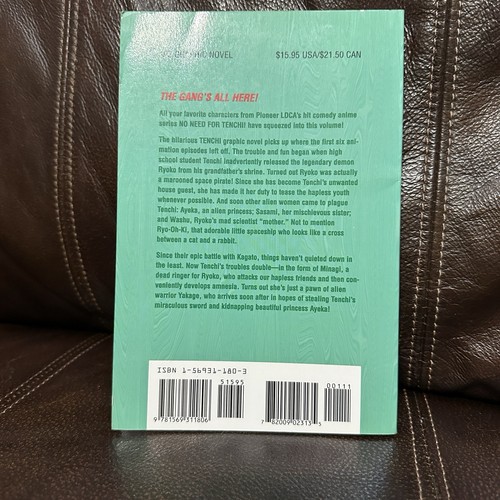 GRAPHIC NOVEL $15.95 USA/$21.50 CAN
THE GANG'S ALL HERE!
All your favorite characters from Pioneer LDCA's hit comedy anime
series NO NEED FOR TENCHI! have squeezed into this volume!
The hilarious TENCHI graphic novel picks up where the first six ani-
mation episodes left off. The trouble and fun began when high
school student Tenchi inadvertently released the legendary demon
Ryoko from his grandfather's shrine. Turned out Ryoko was actually
a marooned space pirate! Since she has become Tenchi's unwanted
house guest, she has made it her duty to tease the hapless youth
whenever possible. And soon other alien women came to plague
Tenchi: Ayeka, an alien princess; Sasami, her mischievous sister;
and Washu, Ryoko's mad scientist "mother." Not to mention
Ryo-Oh-Ki, that adorable little spaceship who looks like a cross
between a cat and a rabbit.
Since their epic battle with Kagato, things haven't quieted down in
the least. Now Tenchi's troubles double—in the form of Minagi, a
dead ringer for Ryoko, who attacks our hapless friends and then con-
veniently develops amnesia. Turns out she's just a pawn of alien
warrior Yakage, who arrives soon after in hopes of stealing Tenchi's
miraculous sword and kidnapping beautiful princess Ayeka!
ISBN 1-56931-180-3
51595
00111
9 781569 311806
7 82009 02313 5